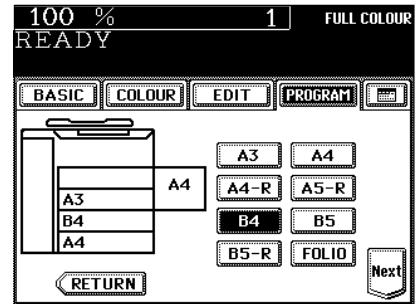 100 % 1 FULL COLOUR
READY
BASIC COLOUR EDIT PROGRAM
A4
A3
B4
A4
A3 A4
A4-R A5-R
B4 B5
B5-R FOLIO
Next
RETURN